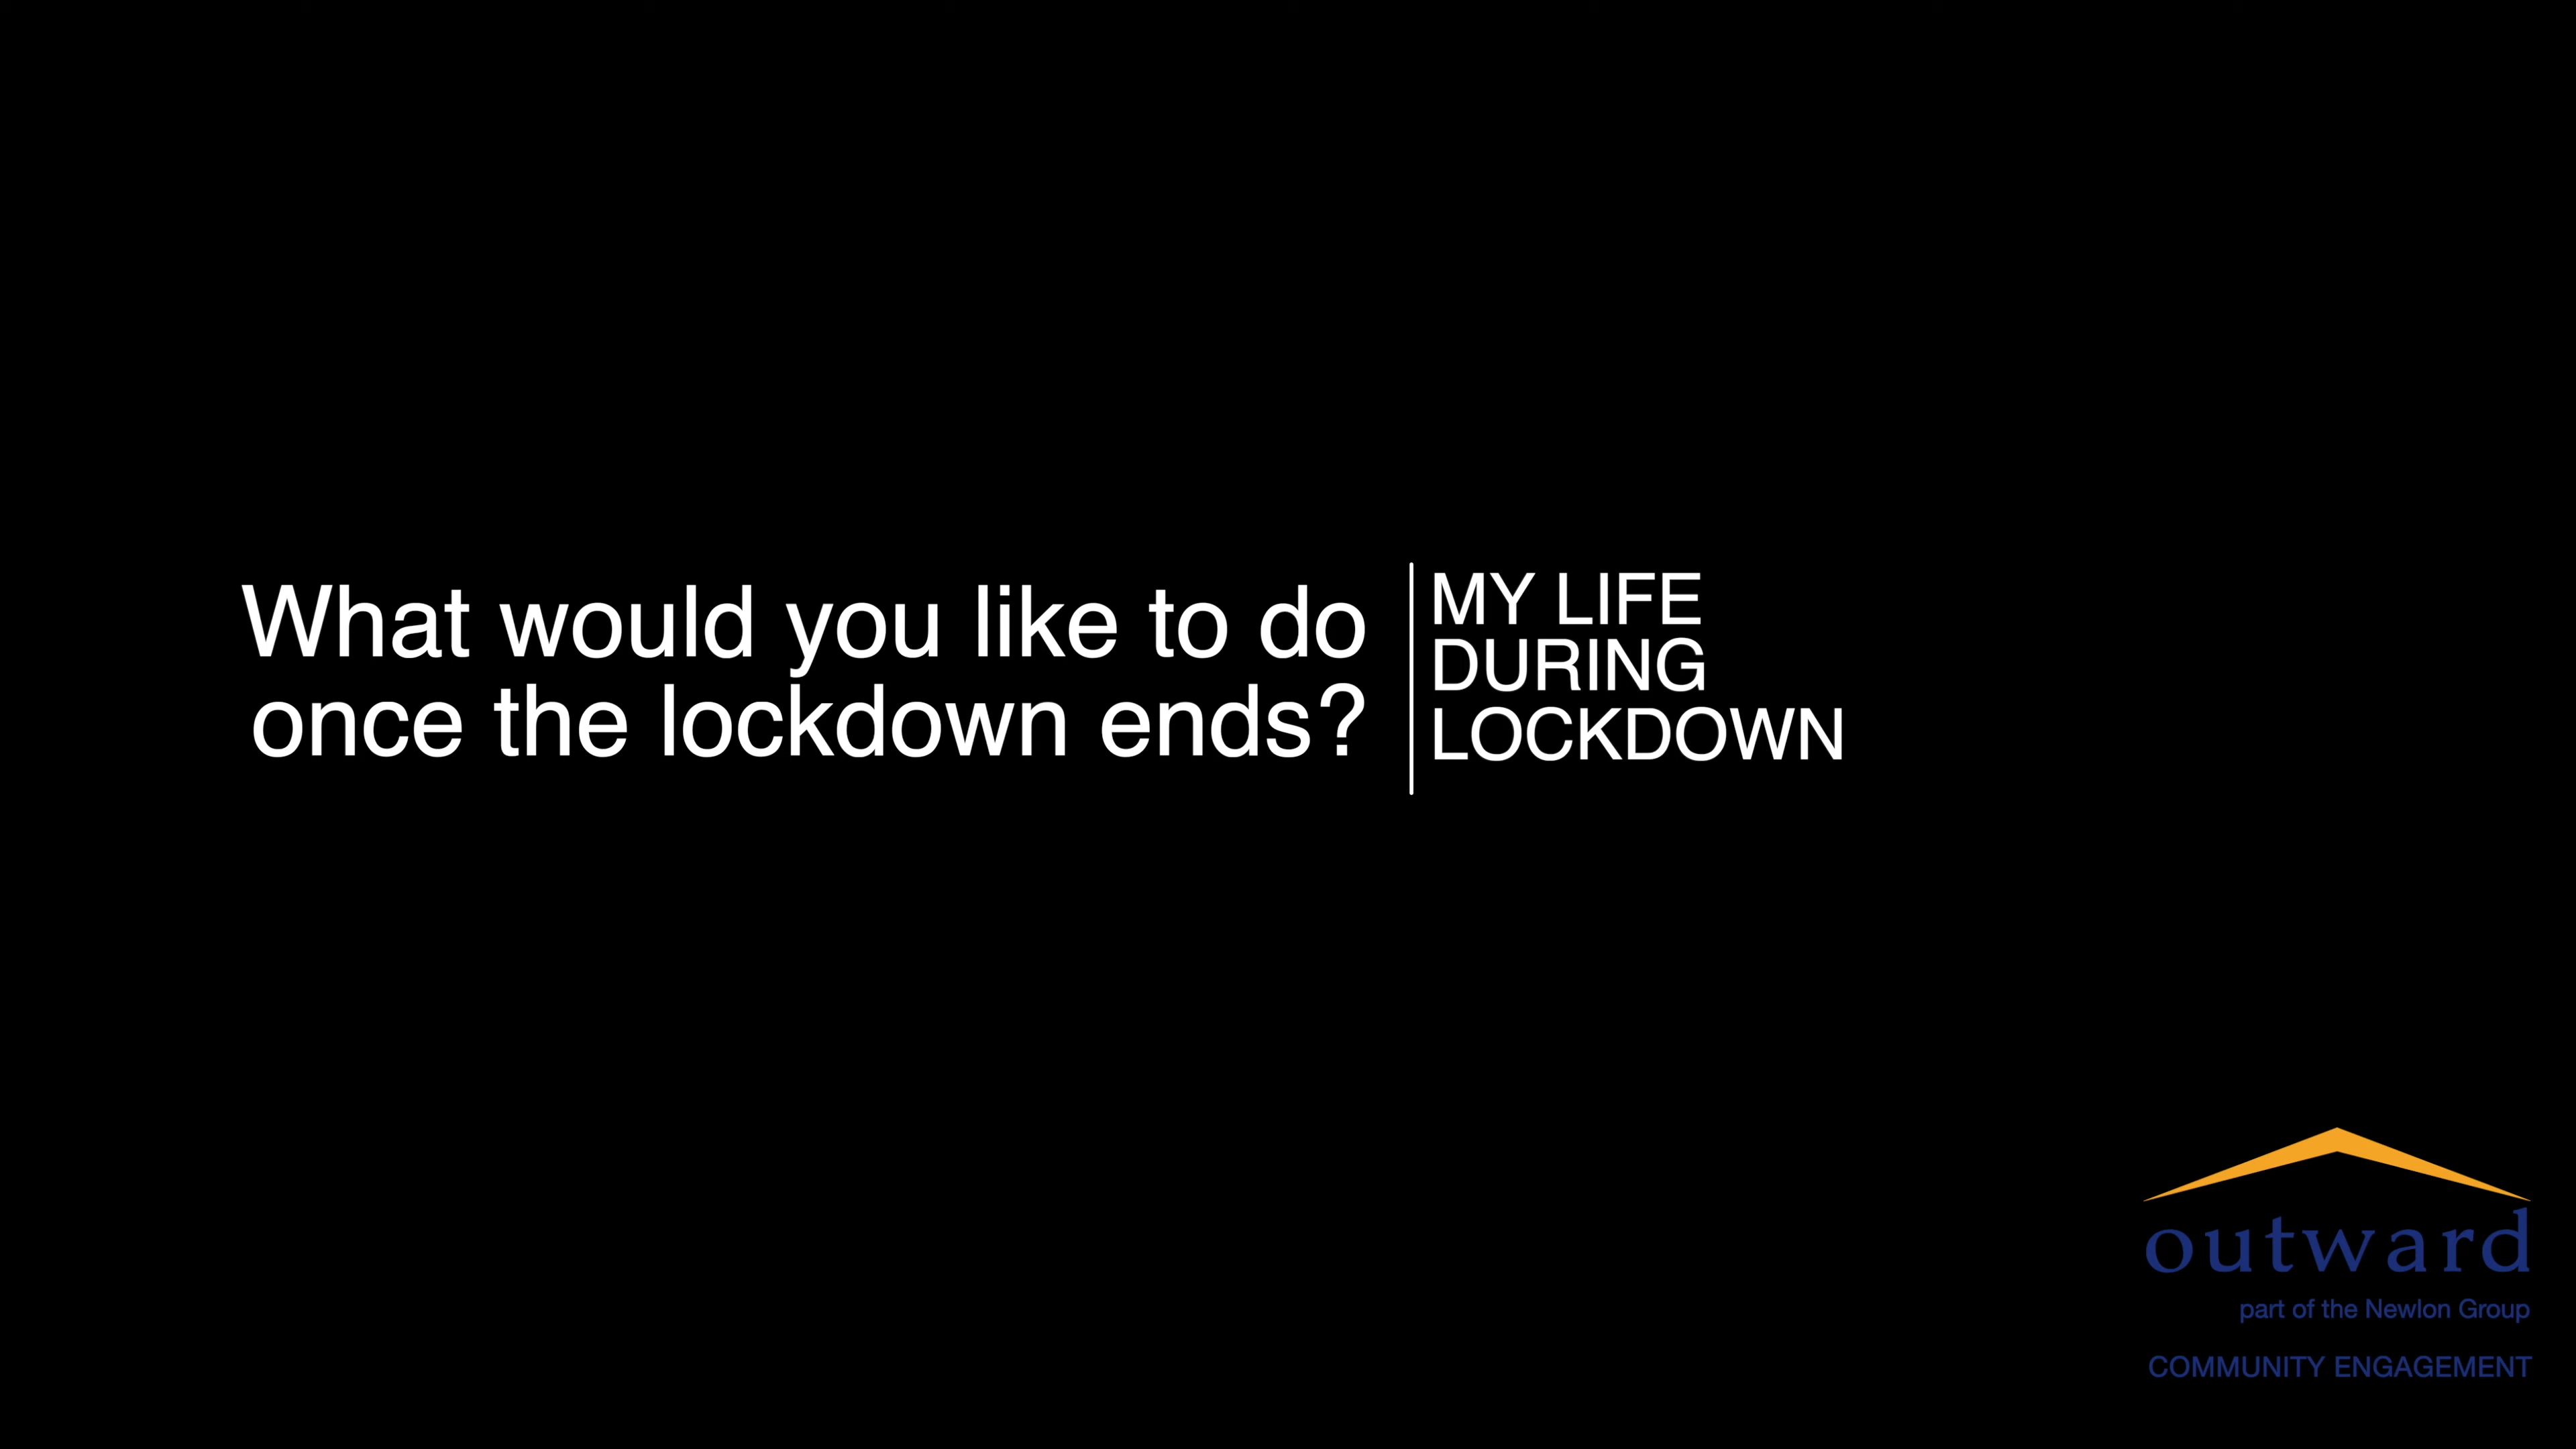 What would you like to do
once the lockdown ends?
MY LIFE
DURING
LOCKDOWN
outward
part of the Newlon Group
COMMUNITY ENGAGEMENT